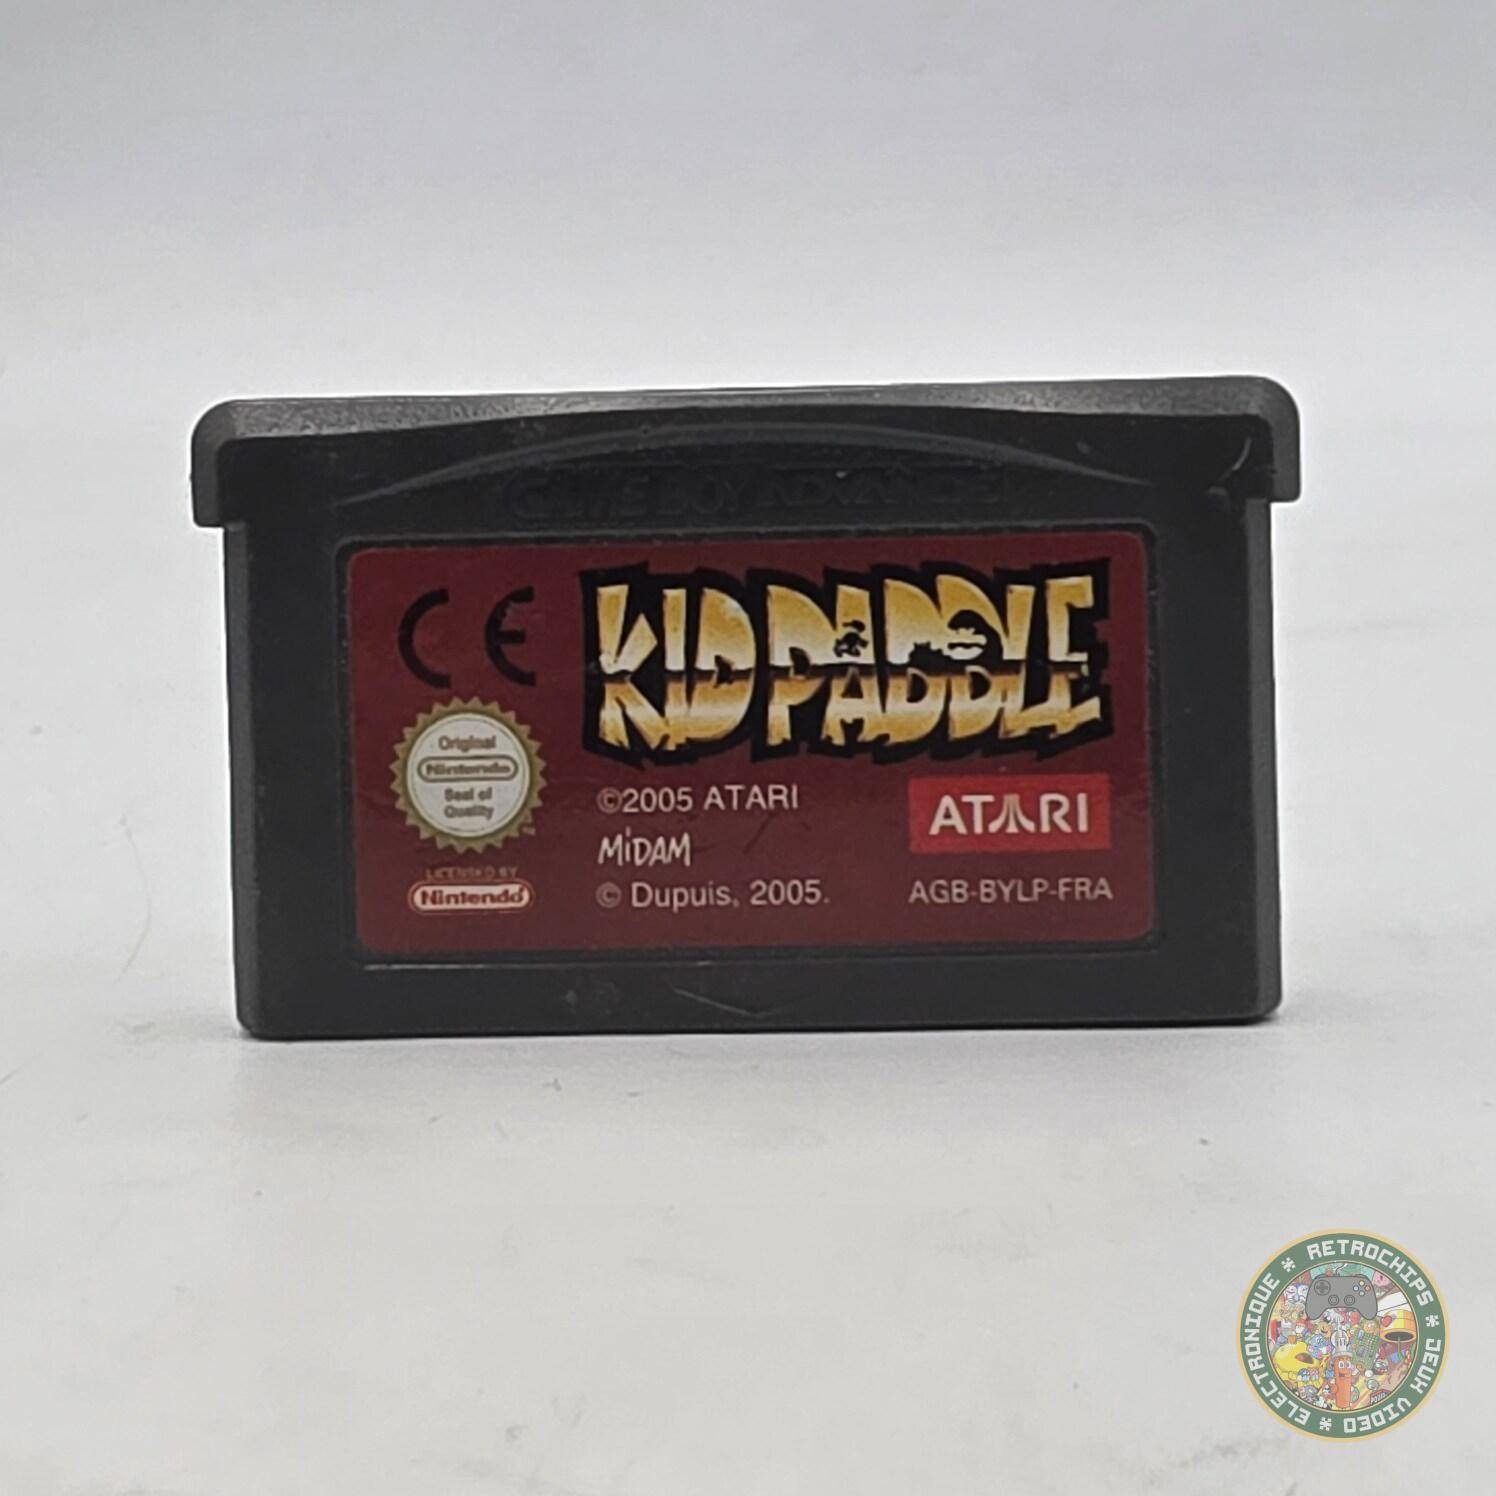 GAME BOY ADVANCE
CE
KID PADDLE
Original
Nintendo
Seal of
Quality
LICENSED BY
Nintendo
©2005 ATARI
MiDAM
© Dupuis, 2005.
ATARI
AGB-BYLP-FRA
RETROCHIPS * JEUX VIDEO * ELECTRONIQUE *